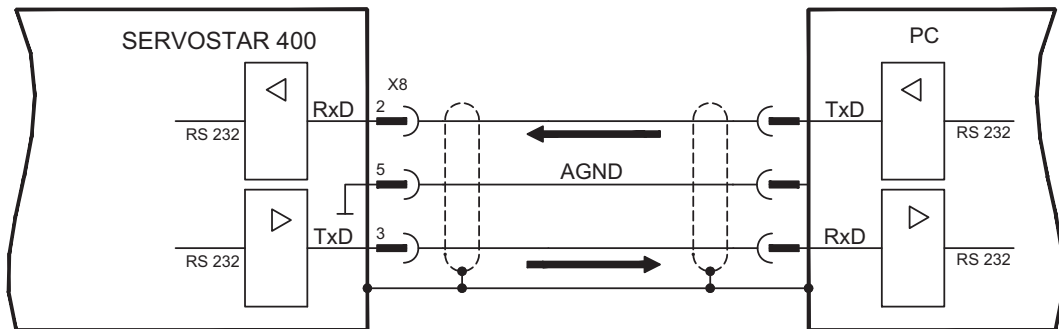 SERVOSTAR 400
PC
X8
RxD
2
TxD
RS 232
RS 232
5
AGND
TxD
3
RxD
RS 232
RS 232